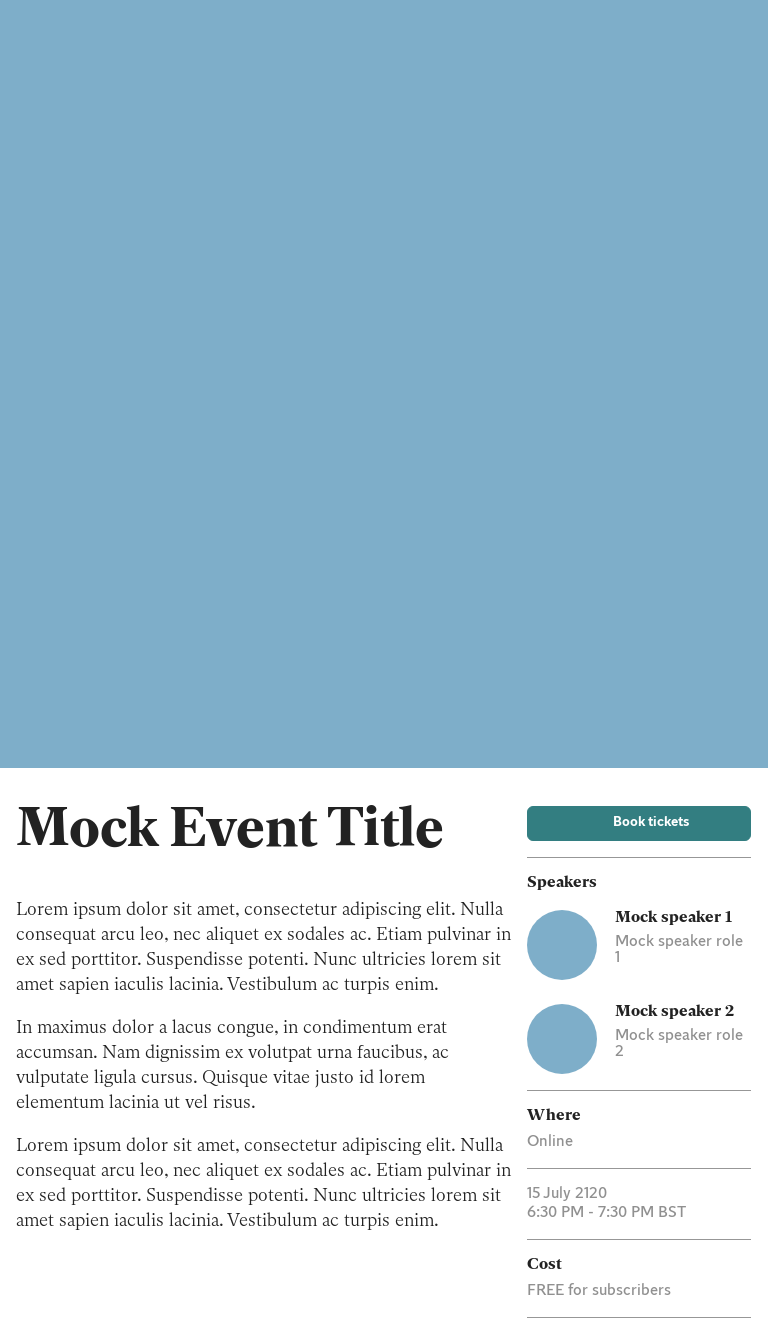 Mock Event Title
Lorem ipsum dolor sit amet, consectetur adipiscing elit. Nulla
consequat arcu leo, nec aliquet ex sodales ac. Etiam pulvinar in
ex sed porttitor. Suspendisse potenti. Nunc ultricies lorem sit
amet sapien iaculis lacinia. Vestibulum ac turpis enim.
In maximus dolor a lacus congue, in condimentum erat
accumsan. Nam dignissim ex volutpat urna faucibus, ac
vulputate ligula cursus. Quisque vitae justo id lorem
elementum lacinia ut vel risus.
Lorem ipsum dolor sit amet, consectetur adipiscing elit. Nulla
consequat arcu leo, nec aliquet ex sodales ac. Etiam pulvinar in
ex sed porttitor. Suspendisse potenti. Nunc ultricies lorem sit
amet sapien iaculis lacinia. Vestibulum ac turpis enim.
Book tickets
Speakers
Mock speaker 1
Mock speaker role
1
Mock speaker 2
Mock speaker role
2
Where
Online
15 July 2120
6:30 PM - 7:30 PM BST
Cost
FREE for subscribers